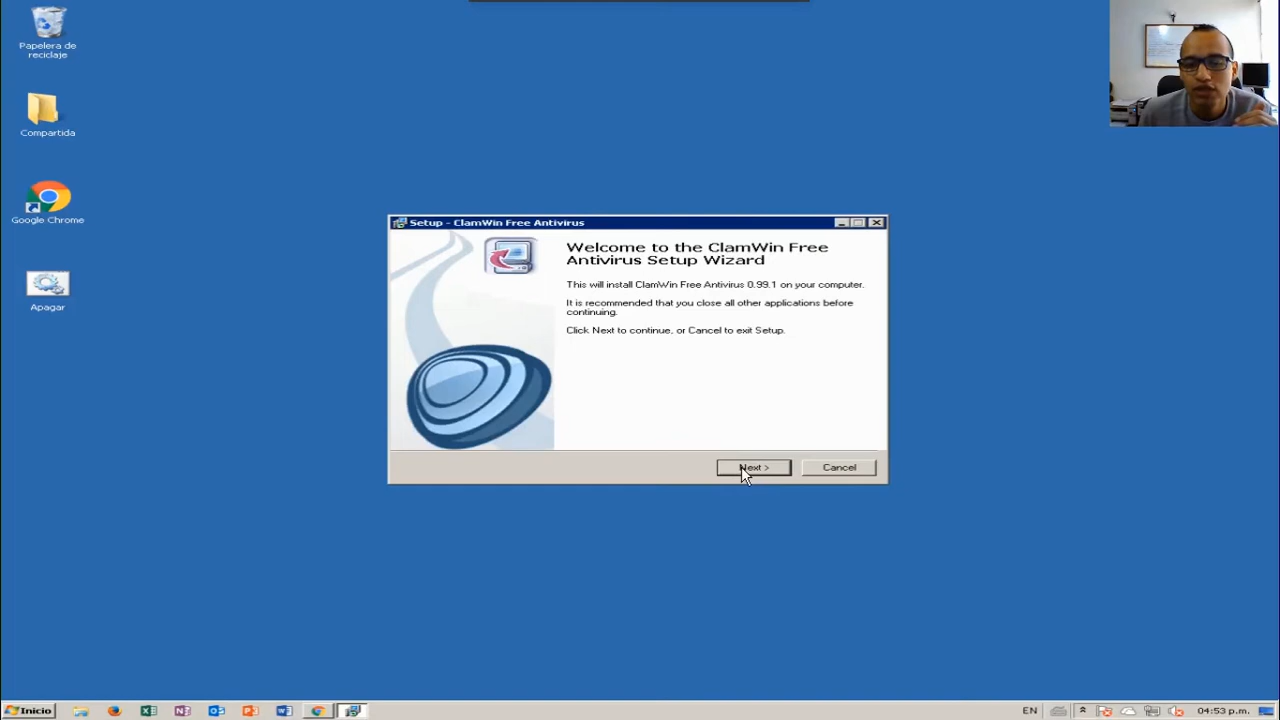 Papelera de
reciclaje
Compartida
Google Chrome
Apagar
Setup - ClamWin Free Antivirus
Welcome to the ClamWin Free
Antivirus Setup Wizard
This will install ClamWin Free Antivirus 0.99.1 on your computer.
It is recommended that you close all other applications before
continuing.
Click Next to continue, or Cancel to exit Setup.
Next >
Cancel
Inicio
EN
04:53 p.m.